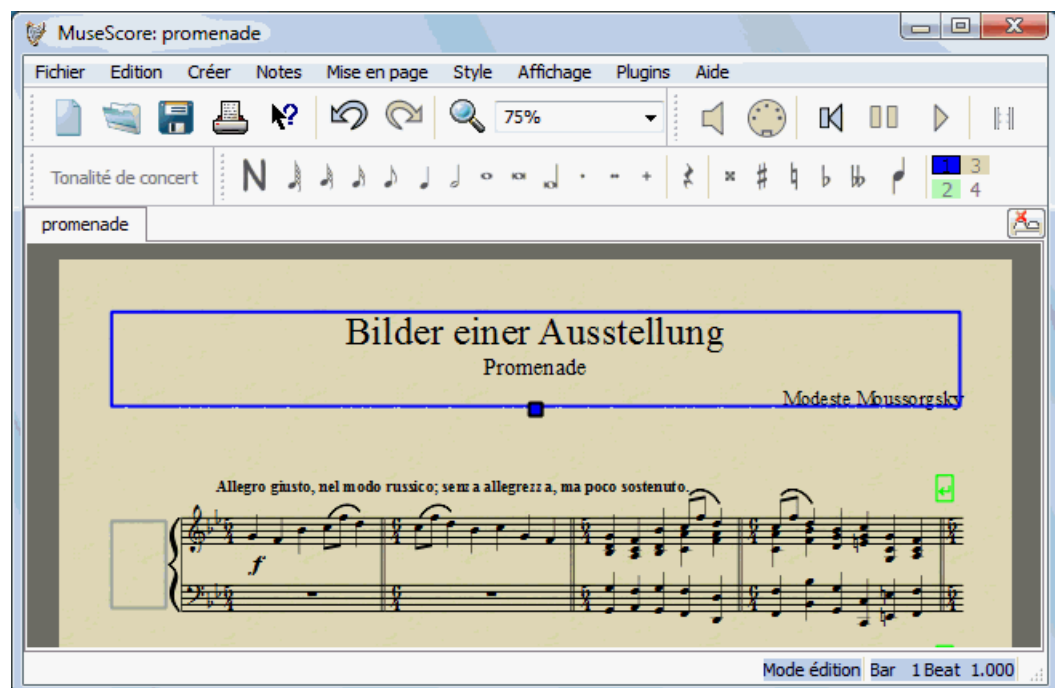 MuseScore: promenade
Fichier Edition Créer Notes Mise en page Style Affichage Plugins Aide
75%
Tonalité de concert N 1 3
2 4
promenade
Bilder einer Ausstellung
Promenade
Modeste Moussorgsky
Allegro giusto, nel modo russico; senza allegrezza, ma poco sostenuto.
f
Mode édition Bar 1 Beat 1.000